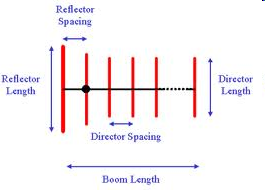 Reflector
Spacing
Reflector
Length
Director
Length
Director Spacing
Boom Length